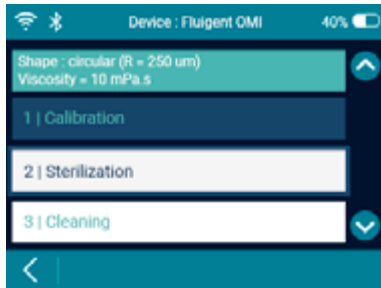 Device : Fluigent OMI 40%
Shape : circular (R = 250 um)
Viscosity = 10 mPa.s
1 | Calibration
2 | Sterilization
3 | Cleaning